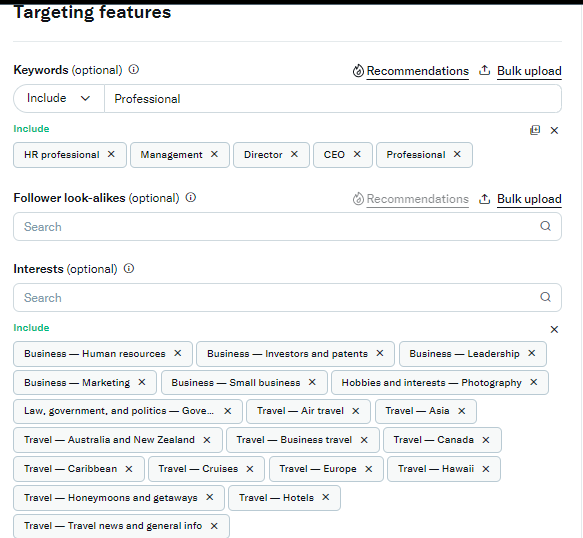 Targeting features
Keywords (optional) Recommendations Bulk upload
Include Professional
Include
HR professional Management Director CEO Professional
Follower look-alikes (optional) Recommendations Bulk upload
Search
Interests (optional)
Search
Include
Business — Human resources Business — Investors and patents Business — Leadership
Business — Marketing Business — Small business Hobbies and interests — Photography
Law, government, and politics — Gove... Travel — Air travel Travel — Asia
Travel — Australia and New Zealand Travel — Business travel Travel — Canada
Travel — Caribbean Travel — Cruises Travel — Europe Travel — Hawaii
Travel — Honeymoons and getaways Travel — Hotels
Travel — Travel news and general info